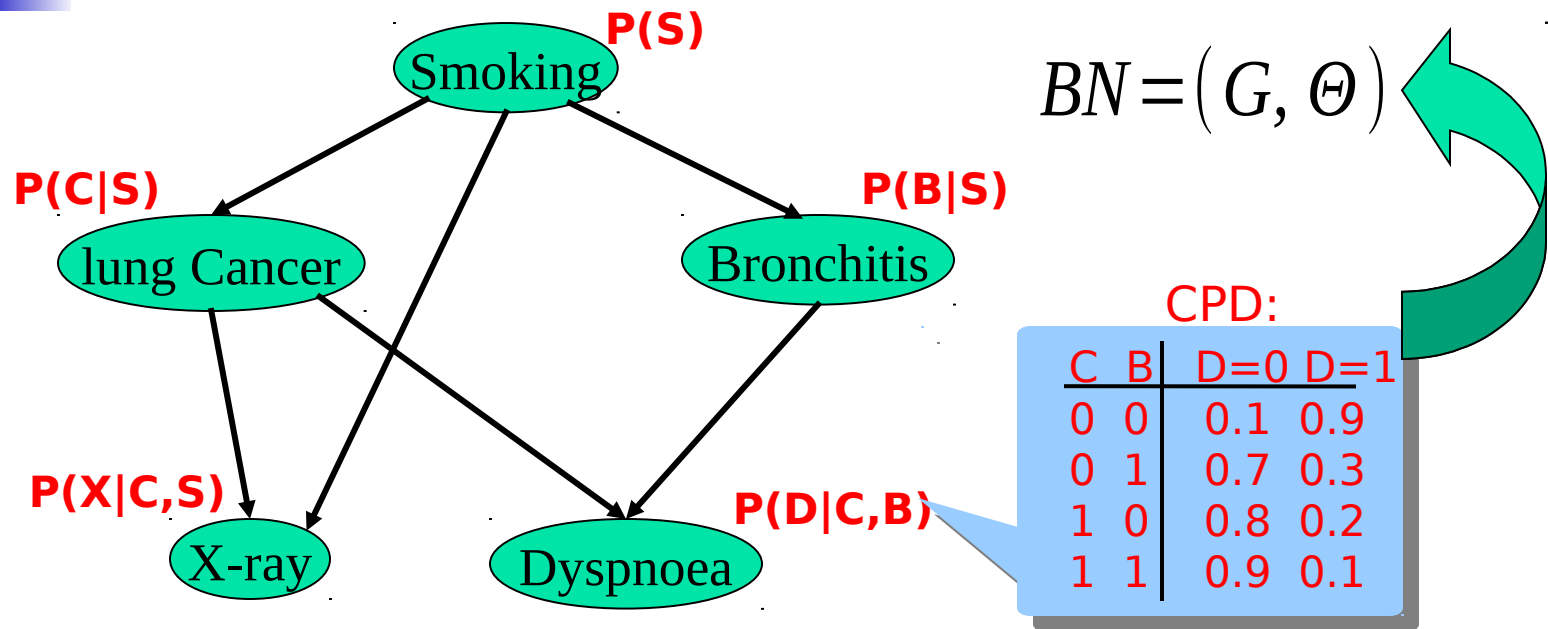 P(S)
Smoking
BN=(G, Θ)
P(C|S)
P(B|S)
lung Cancer
Bronchitis
CPD:
C B D=0 D=1
0 0 0.1 0.9
0 1 0.7 0.3
1 0 0.8 0.2
1 1 0.9 0.1
P(X|C,S)
P(D|C,B)
X-ray
Dyspnoea